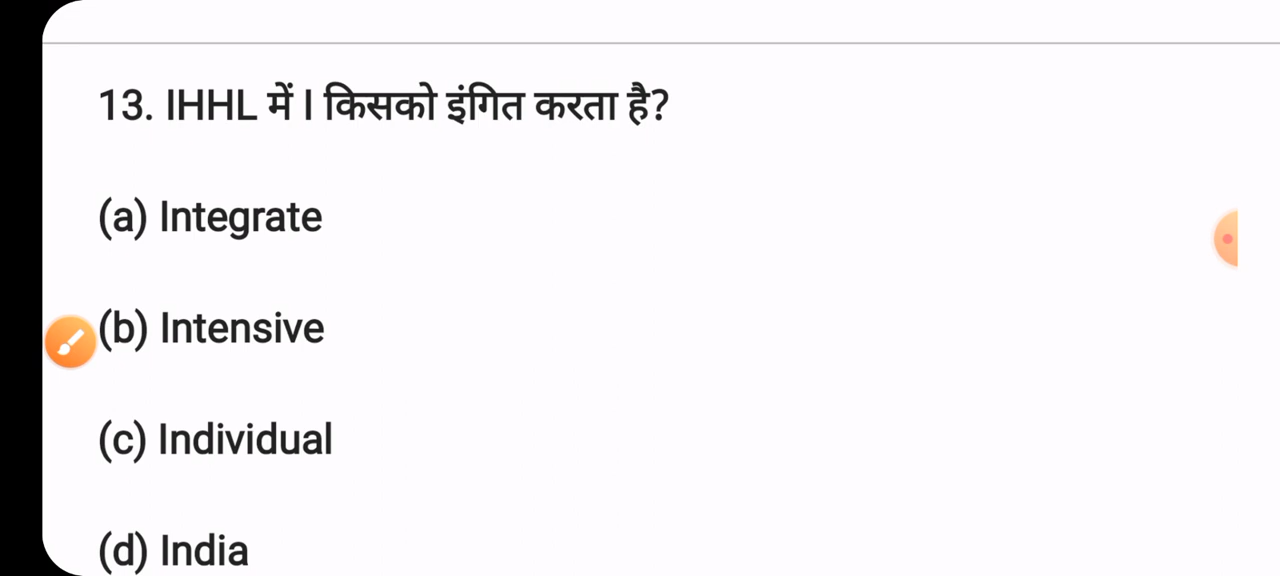 13. IHHL में I किसको इंगित करता है?
(a) Integrate
(b) Intensive
(c) Individual
(d) India